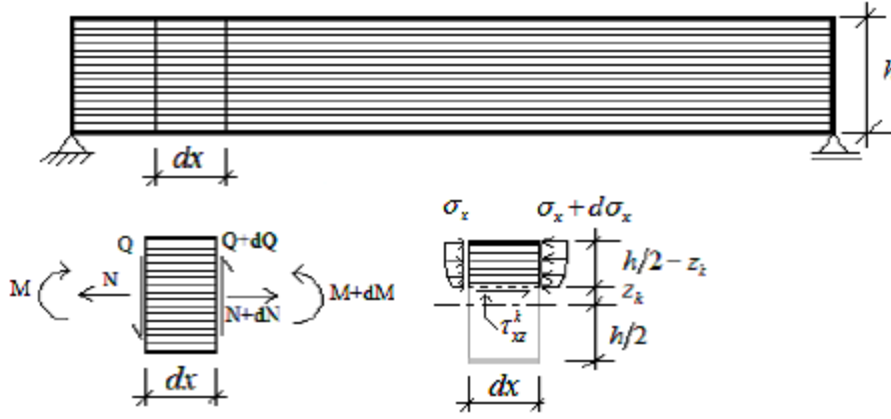 h
dx
σₓ
σₓ + dσₓ
Q
Q+dQ
M
N
N+dN
M+dM
h/2 − zₖ
zₖ
τₓzᵏ
h/2
dx
dx